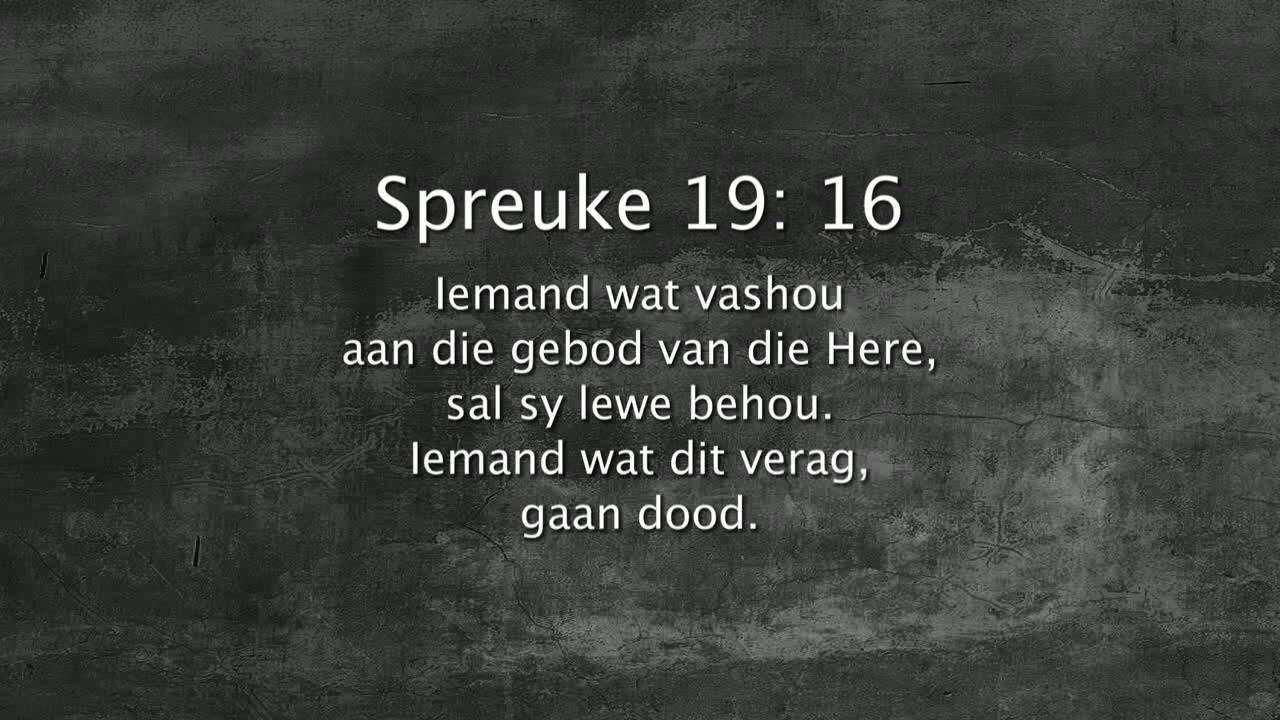 Spreuke 19: 16
Iemand wat vashou
aan die gebod van die Here,
sal sy lewe behou.
Iemand wat dit verag,
gaan dood.